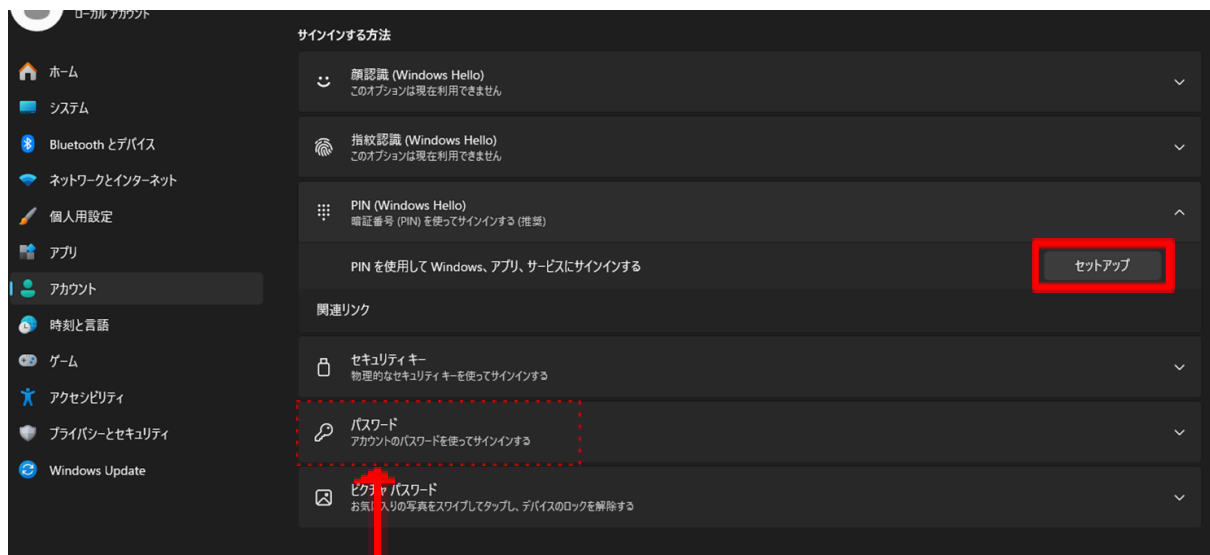 ローカル アカウント
サインインする方法
ホーム
システム
Bluetooth とデバイス
ネットワークとインターネット
個人用設定
アプリ
アカウント
時刻と言語
ゲーム
アクセシビリティ
プライバシーとセキュリティ
Windows Update
顔認識 (Windows Hello)
このオプションは現在利用できません
指紋認識 (Windows Hello)
このオプションは現在利用できません
PIN (Windows Hello)
暗証番号 (PIN) を使ってサインインする (推奨)
PIN を使用して Windows、アプリ、サービスにサインインする
セットアップ
関連リンク
セキュリティ キー
物理的なセキュリティ キーを使ってサインインする
パスワード
アカウントのパスワードを使ってサインインする
ピクチャ パスワード
お気に入りの写真をスワイプしてタップし、デバイスのロックを解除する